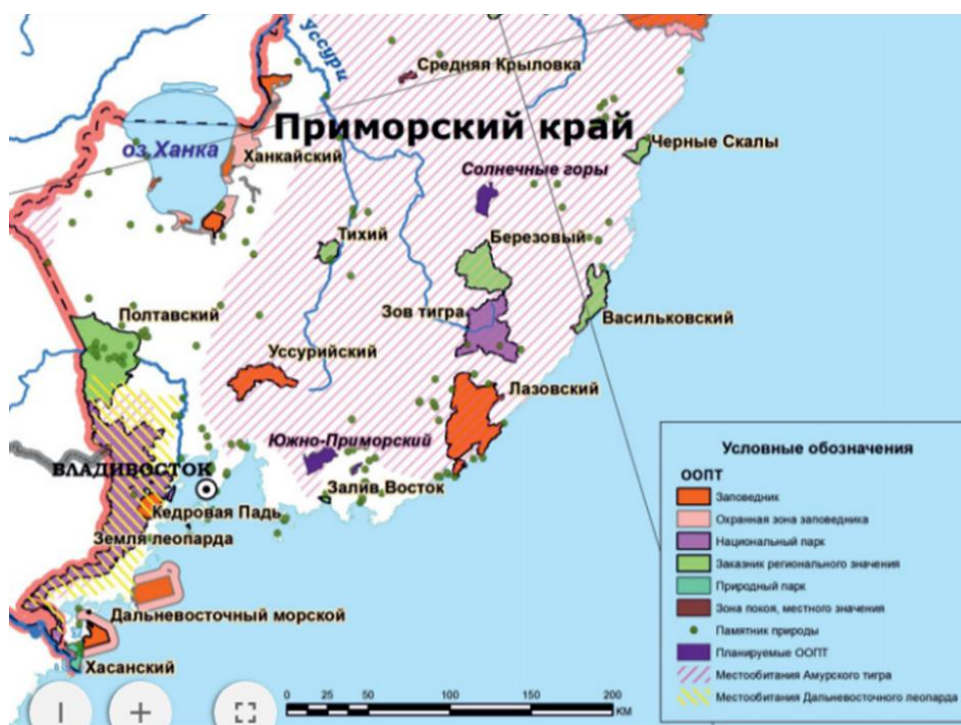 Уссури
Средняя Крыловка
Приморский край
оз Ханка
Ханкайский
Черные Скалы
Солнечные горы
Тихий
Березовый
Полтавский
Зов тигра
Васильковский
Уссурийский
Лазовский
Южно-Приморский
ВЛАДИВОСТОК
Залив Восток
Кедровая Падь
Земля леопарда
Дальневосточный морской
Хасанский
Условные обозначения
ООПТ
Заповедник
Охранная зона заповедника
Национальный парк
Заказник регионального значения
Природный парк
Зона покоя, местного значения
Памятник природы
Планируемые ООПТ
Местообитания Амурского тигра
Местообитания Дальневосточного леопарда
0 25 50 100 150 200
КМ